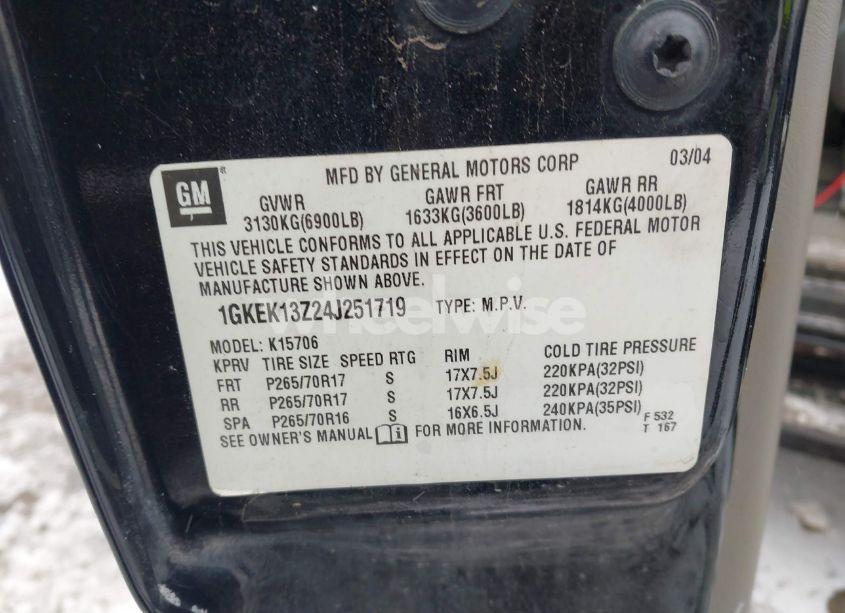 MFD BY GENERAL MOTORS CORP 03/04
GM®
GVWR GAWR FRT GAWR RR
3130KG(6900LB) 1633KG(3600LB) 1814KG(4000LB)
THIS VEHICLE CONFORMS TO ALL APPLICABLE U.S. FEDERAL MOTOR
VEHICLE SAFETY STANDARDS IN EFFECT ON THE DATE OF
MANUFACTURE SHOWN ABOVE.
1GKEK13Z24J251719 TYPE: M.P.V.
wheelwise
MODEL: K15706
KPRV TIRE SIZE SPEED RTG RIM COLD TIRE PRESSURE
FRT P265/70R17 S 17X7.5J 220KPA(32PSI)
RR P265/70R17 S 17X7.5J 220KPA(32PSI)
SPA P265/70R16 S 16X6.5J 240KPA(35PSI) F 532
SEE OWNER'S MANUAL i FOR MORE INFORMATION. T 167